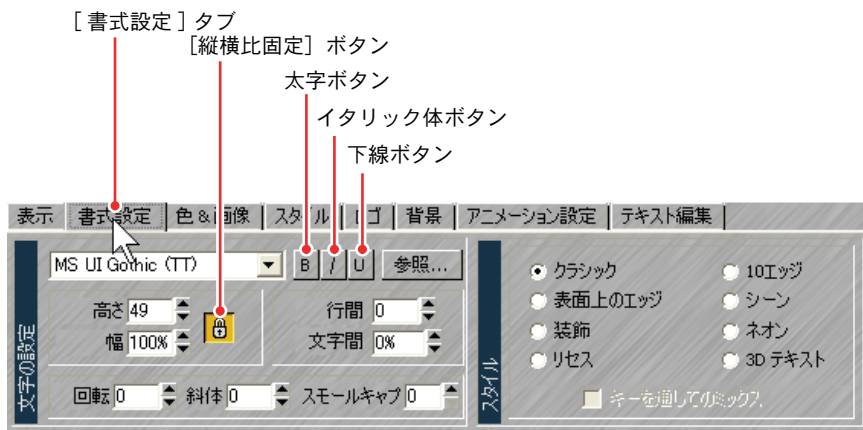 [ 書式設定 ] タブ
[縦横比固定] ボタン
太字ボタン
イタリック体ボタン
下線ボタン
表示 書式設定 色&画像 スタイル ロゴ 背景 アニメーション設定 テキスト編集
文字の設定
MS UI Gothic (TT) B I U 参照...
高さ 49 行間 0
幅 100% 文字間 0%
回転 0 斜体 0 スモールキャプ 0
スタイル
クラシック 10エッジ
表面上のエッジ シーン
装飾 ネオン
リセス 3D テキスト
キーを通してのミックス